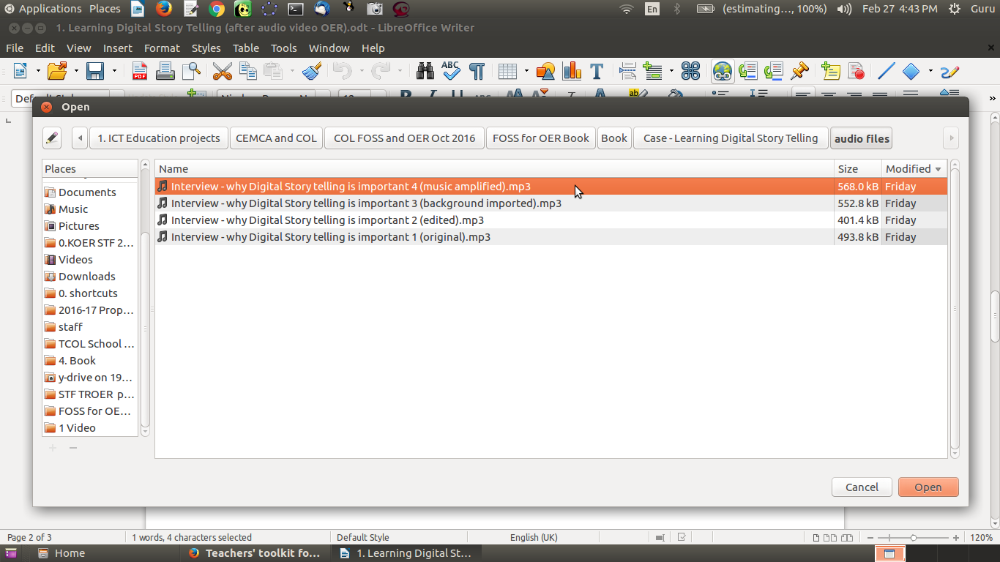 Applications Places En (estimating..., 100%) Feb 27 4:43 PM Guru
1. Learning Digital Story Telling (after audio video OER).odt - LibreOffice Writer
File Edit View Insert Format Styles Table Tools Window Help
Open
1. ICT Education projects CEMCA and COL COL FOSS and OER Oct 2016 FOSS for OER Book Book Case - Learning Digital Story Telling audio files
Places Name Size Modified
Interview - why Digital Story telling is important 4 (music amplified).mp3 568.0 kB Friday
Interview - why Digital Story telling is important 3 (background imported).mp3 552.8 kB Friday
Interview - why Digital Story telling is important 2 (edited).mp3 401.4 kB Friday
Interview - why Digital Story telling is important 1 (original).mp3 493.8 kB Friday
Documents
Music
Pictures
0.KOER STF 2...
Videos
Downloads
0. shortcuts
2016-17 Prop...
staff
TCOL School ...
4. Book
y-drive on 19...
STF TROER p...
FOSS for OE...
1 Video
Cancel Open
Page 2 of 3 1 words, 4 characters selected Default Style English (UK) 120%
Home Teachers' toolkit fo... 1. Learning Digital St...